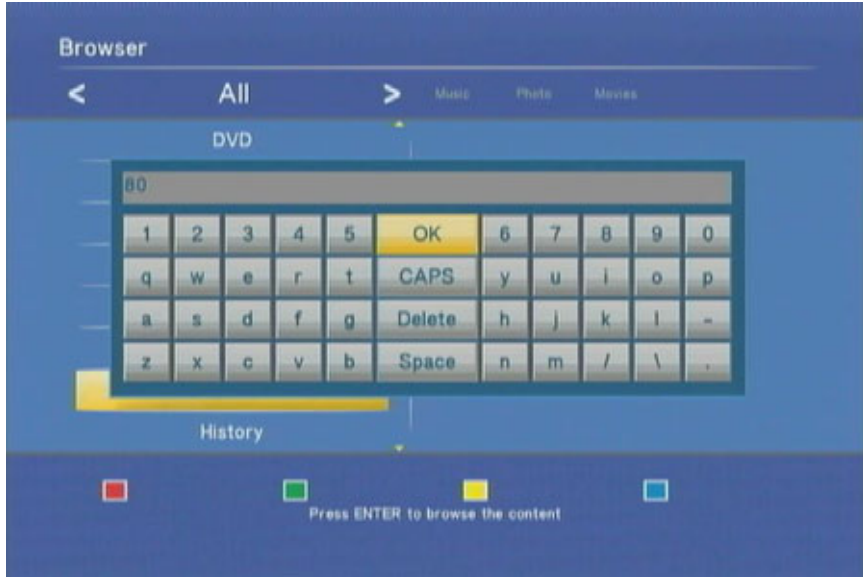 Browser
< All > Music Photo Movies
DVD
80
1 2 3 4 5 OK 6 7 8 9 0
q w e r t CAPS y u i o p
a s d f g Delete h j k l -
z x c v b Space n m / \ .
History
Press ENTER to browse the content